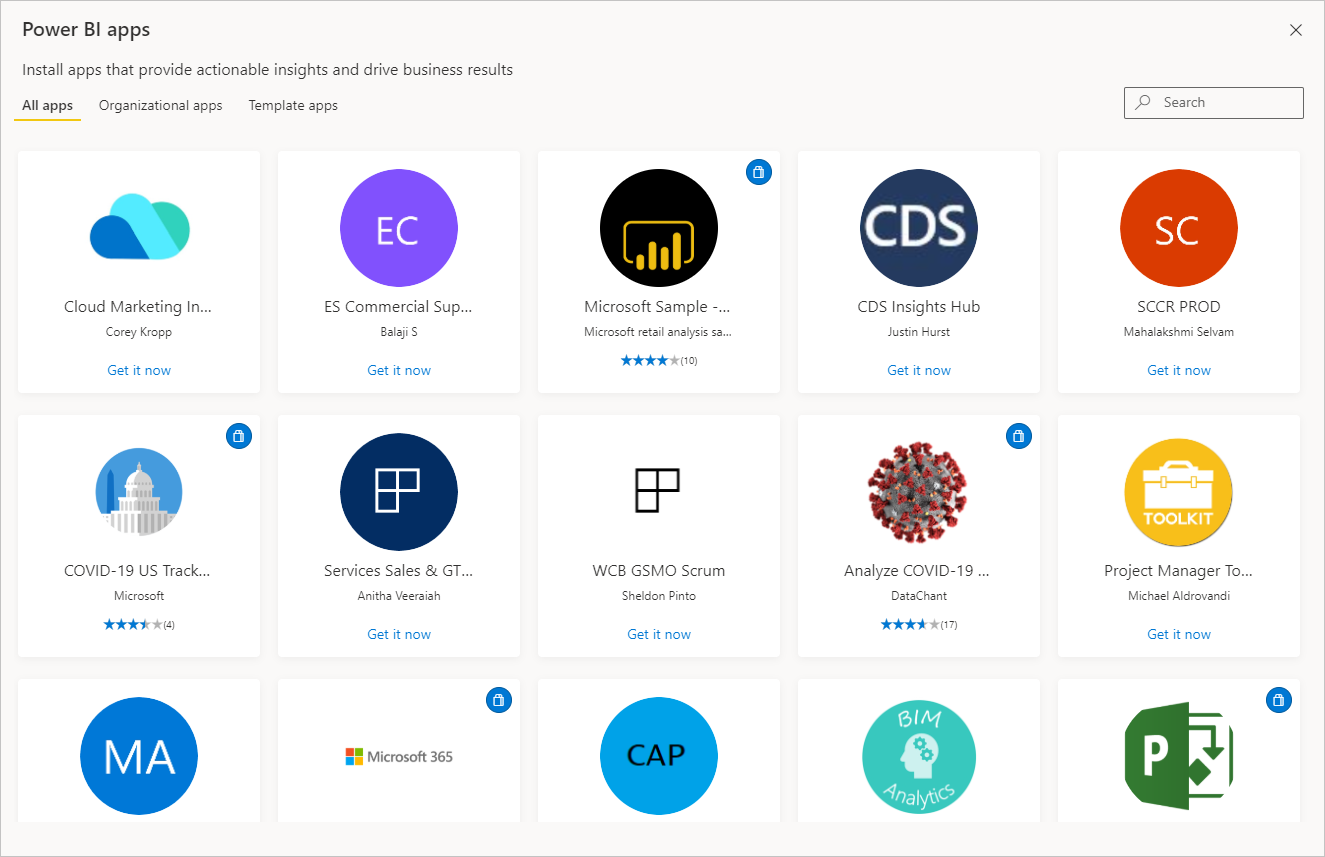 Power BI apps
Install apps that provide actionable insights and drive business results
All apps Organizational apps Template apps
Search
EC
CDS
SC
Cloud Marketing In...
ES Commercial Sup...
Microsoft Sample -...
CDS Insights Hub
SCCR PROD
Corey Kropp
Balaji S
Microsoft retail analysis sa...
Justin Hurst
Mahalakshmi Selvam
(10)
Get it now
Get it now
Get it now
Get it now
TOOLKIT
COVID-19 US Track...
Services Sales & GT...
WCB GSMO Scrum
Analyze COVID-19 ...
Project Manager To...
Microsoft
Anitha Veeraiah
Sheldon Pinto
DataChant
Michael Aldrovandi
(4)
(17)
Get it now
Get it now
Get it now
MA
Microsoft 365
CAP
BIM
Analytics
P